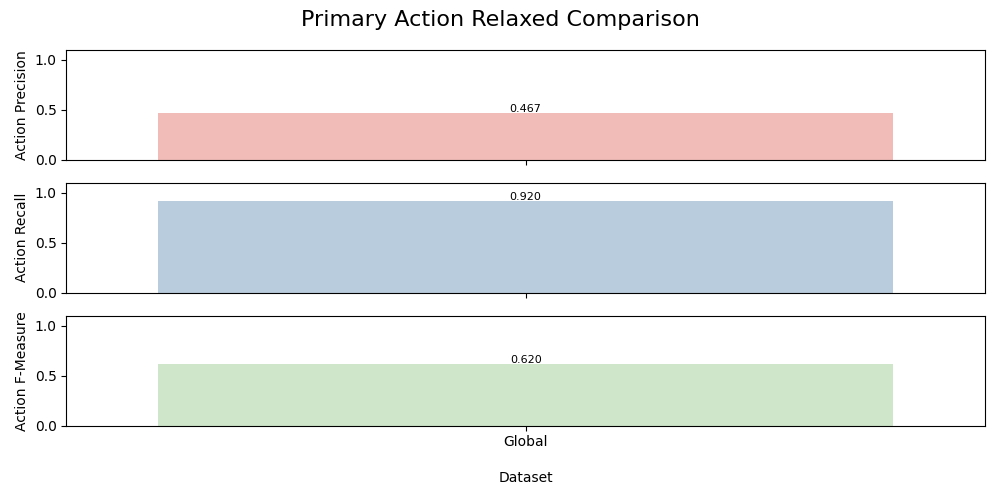 Primary Action Relaxed Comparison
Action Precision
1.0
0.5
0.0
0.467
Action Recall
1.0
0.5
0.0
0.920
Action F-Measure
1.0
0.5
0.0
0.620
Global
Dataset